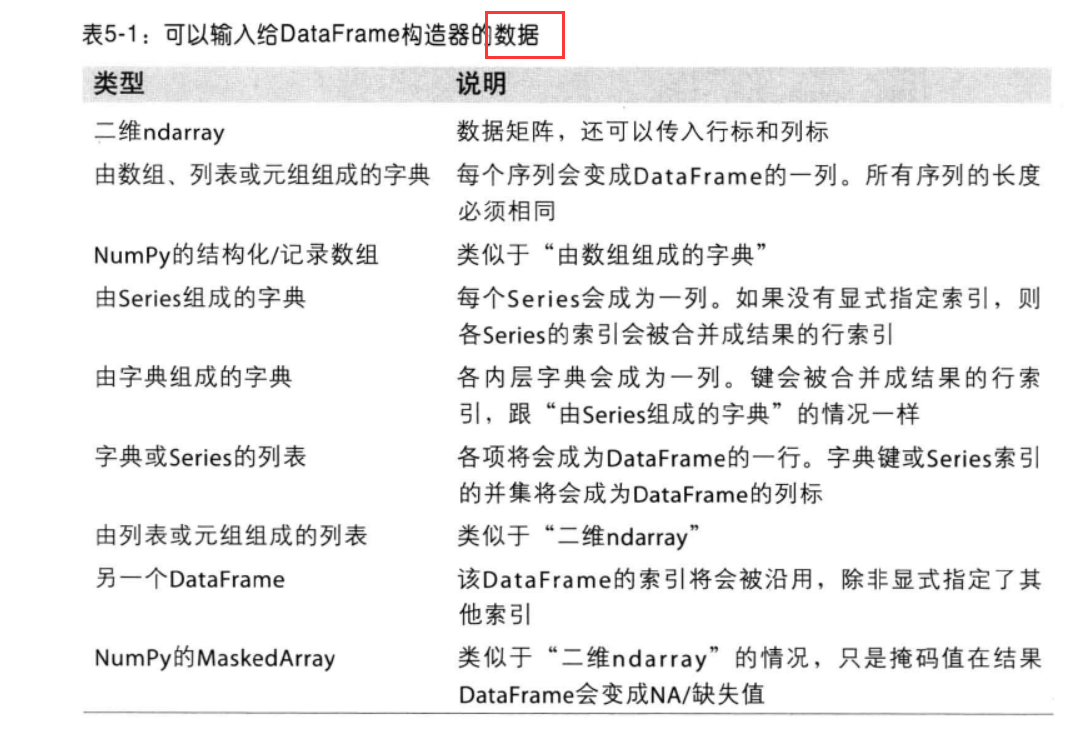 表5-1：可以输入给DataFrame构造器的数据
类型 说明
二维ndarray 数据矩阵，还可以传入行标和列标
由数组、列表或元组组成的字典 每个序列会变成DataFrame的一列。所有序列的长度
必须相同
NumPy的结构化/记录数组 类似于“由数组组成的字典”
由Series组成的字典 每个Series会成为一列。如果没有显式指定索引，则
各Series的索引会被合并成结果的行索引
由字典组成的字典 各内层字典会成为一列。键会被合并成结果的行索
引，跟“由Series组成的字典”的情况一样
字典或Series的列表 各项将会成为DataFrame的一行。字典键或Series索引
的并集将会成为DataFrame的列标
由列表或元组组成的列表 类似于“二维ndarray”
另一个DataFrame 该DataFrame的索引将会被沿用，除非显式指定了其
他索引
NumPy的MaskedArray 类似于“二维ndarray”的情况，只是掩码值在结果
DataFrame会变成NA/缺失值